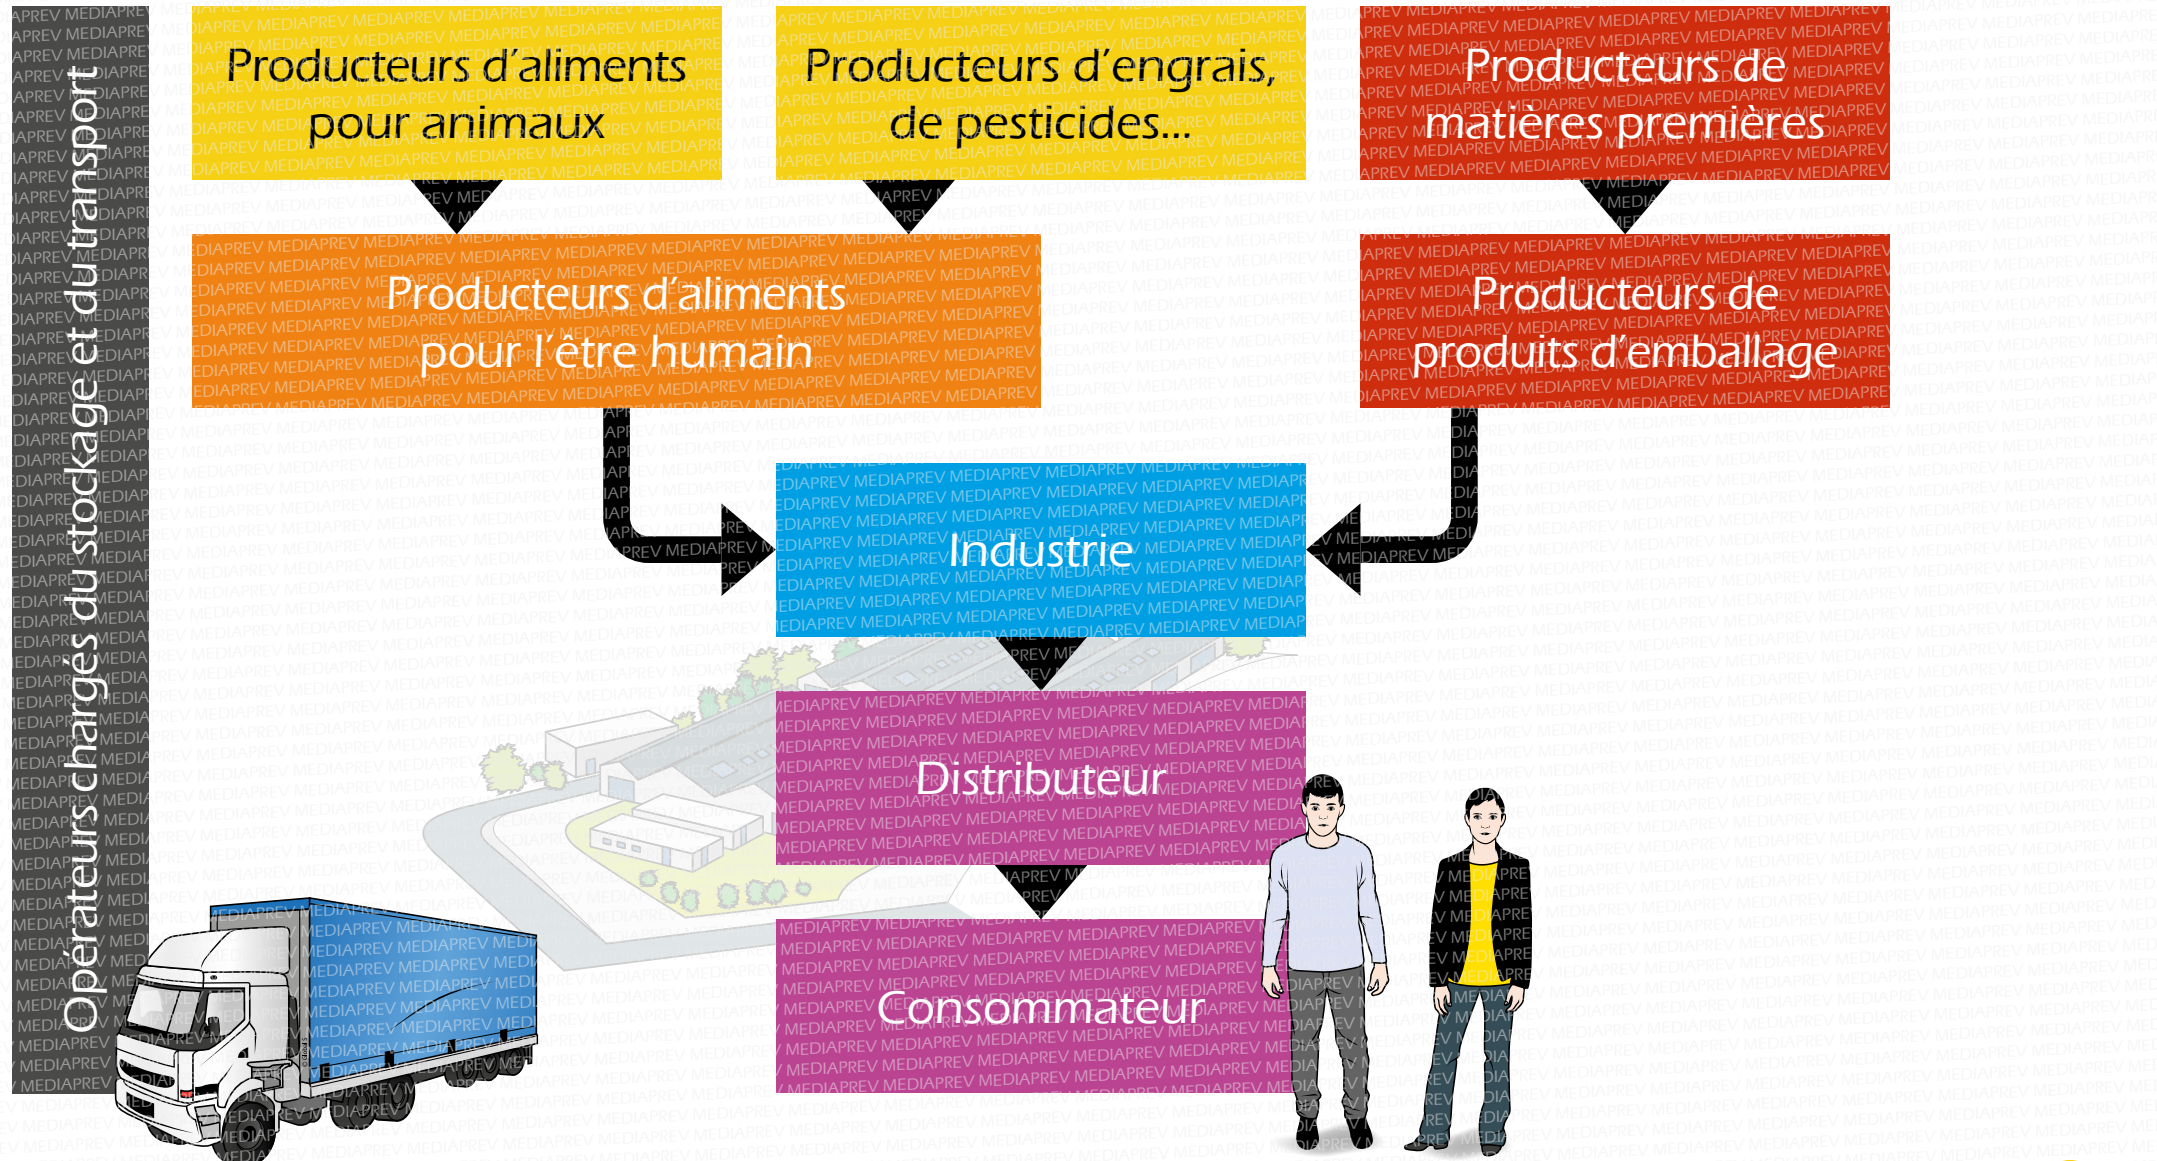 Opérateurs chargés du stockage et du transport
Producteurs d'aliments
pour animaux
Producteurs d'engrais,
de pesticides...
Producteurs de
matières premières
Producteurs d'aliments
pour l'être humain
Producteurs de
produits d'emballage
Industrie
Distributeur
Consommateur
MEDIAPREV